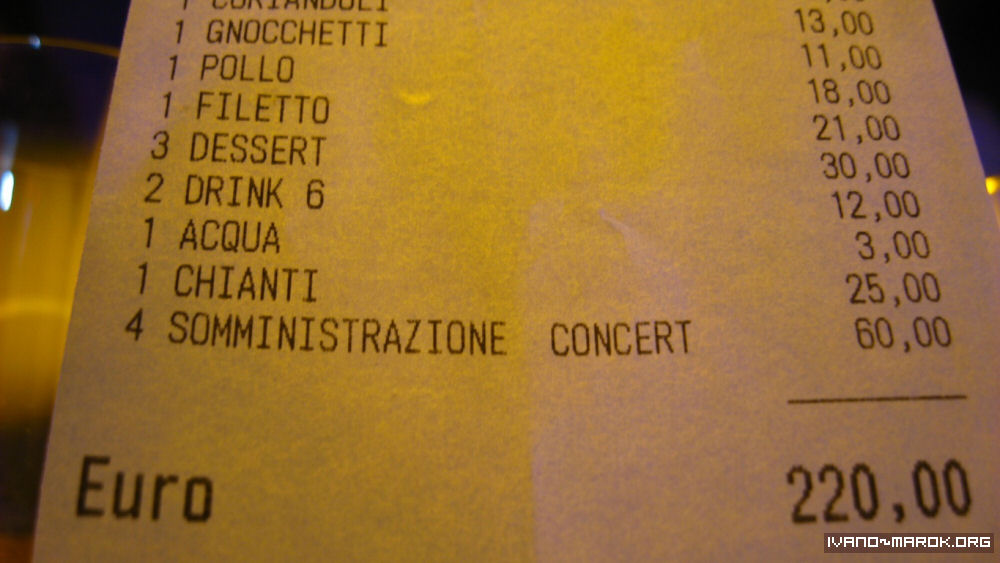 1 CORIANDOLI 13,00
1 GNOCCHETTI 11,00
1 POLLO 18,00
1 FILETTO 21,00
3 DESSERT 30,00
2 DRINK 6 12,00
1 ACQUA 3,00
1 CHIANTI 25,00
4 SOMMINISTRAZIONE CONCERT 60,00
Euro 220,00
IVANO~MAROK.ORG